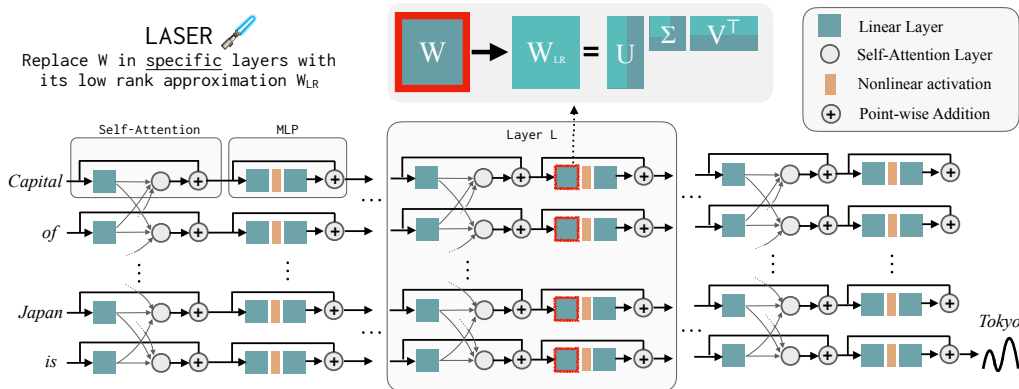 LASER
Replace W in specific layers with
its low rank approximation W_LR
W
W_LR
=
U
Σ
V^⊤
Linear Layer
Self-Attention Layer
Nonlinear activation
Point-wise Addition
Self-Attention
MLP
Layer L
Capital
of
Japan
is
Tokyo